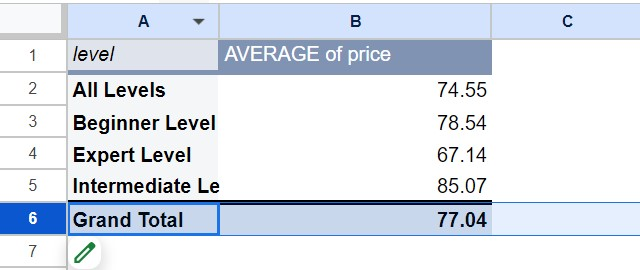 A B C
1 level AVERAGE of price
2 All Levels 74.55
3 Beginner Level 78.54
4 Expert Level 67.14
5 Intermediate Le 85.07
6 Grand Total 77.04
7